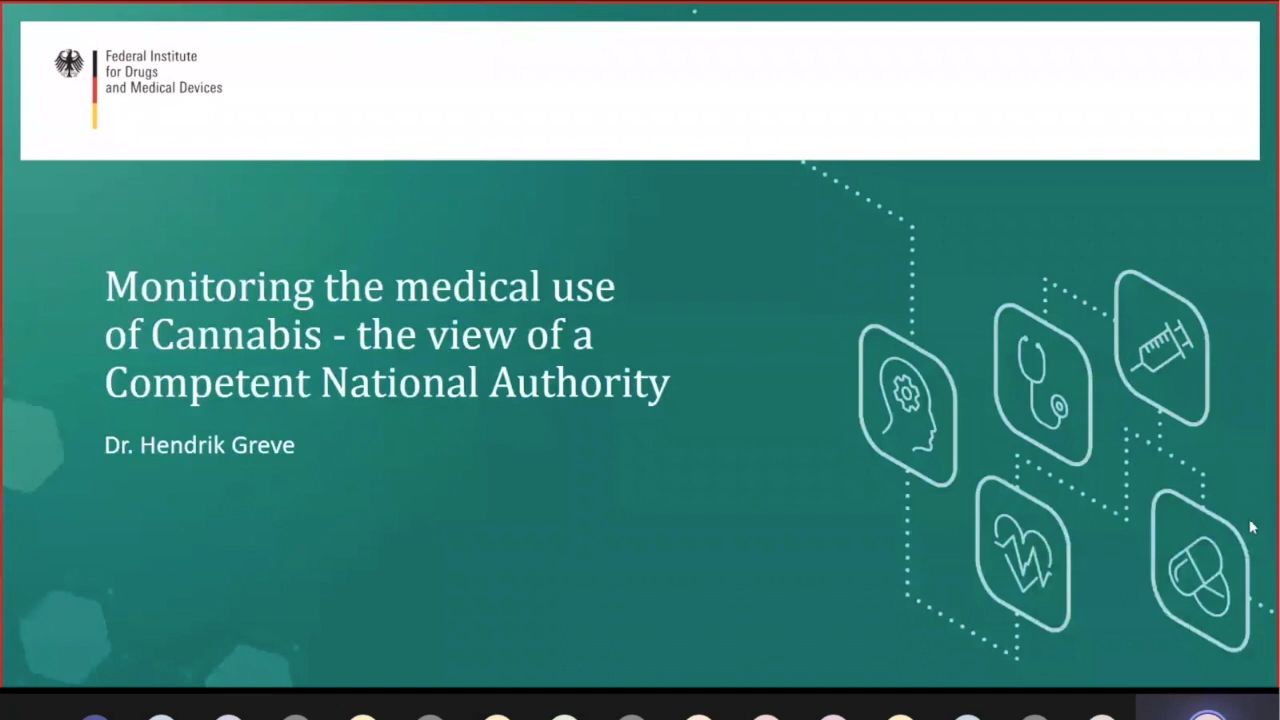 Federal Institute
for Drugs
and Medical Devices
Monitoring the medical use
of Cannabis - the view of a
Competent National Authority
Dr. Hendrik Greve